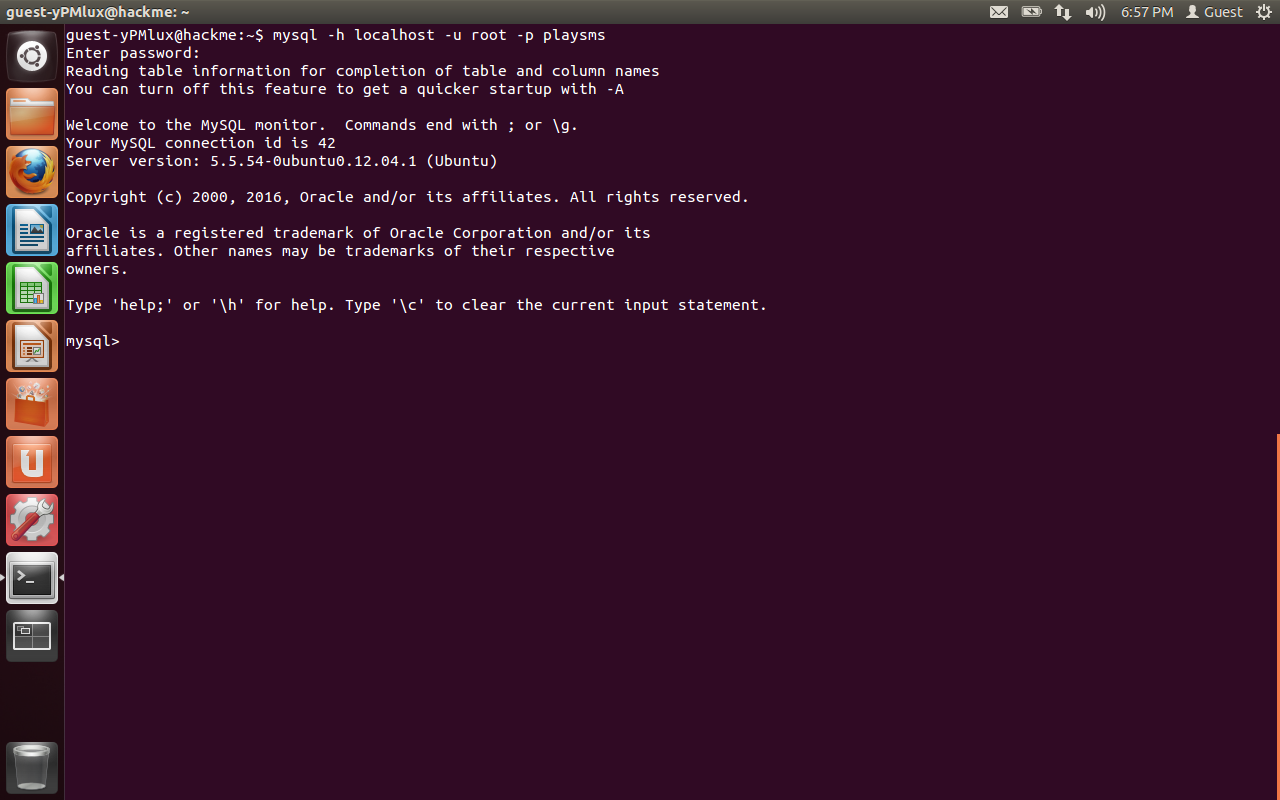 guest-yPMlux@hackme: ~
6:57 PM
Guest
guest-yPMlux@hackme:~$ mysql -h localhost -u root -p playsms
Enter password:
Reading table information for completion of table and column names
You can turn off this feature to get a quicker startup with -A
Welcome to the MySQL monitor.  Commands end with ; or \g.
Your MySQL connection id is 42
Server version: 5.5.54-0ubuntu0.12.04.1 (Ubuntu)
Copyright (c) 2000, 2016, Oracle and/or its affiliates. All rights reserved.
Oracle is a registered trademark of Oracle Corporation and/or its
affiliates. Other names may be trademarks of their respective
owners.
Type 'help;' or '\h' for help. Type '\c' to clear the current input statement.
mysql>